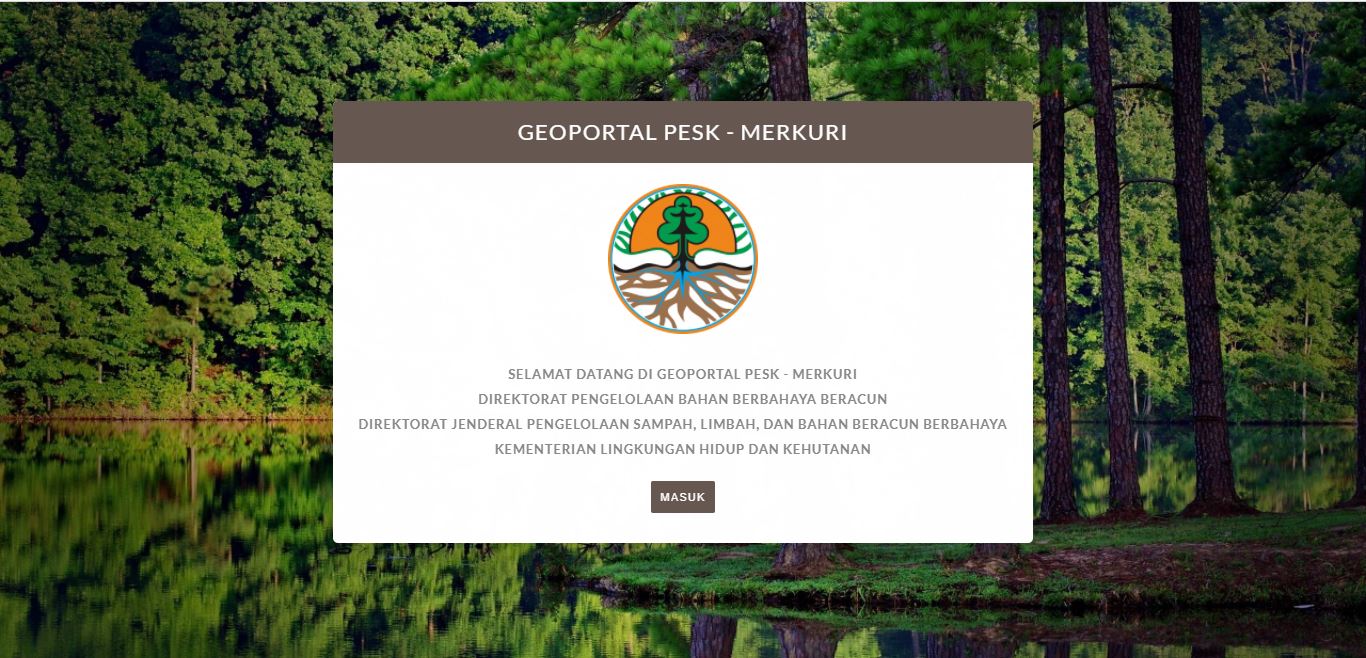 GEOPORTAL PESK - MERKURI
SELAMAT DATANG DI GEOPORTAL PESK - MERKURI
DIREKTORAT PENGELOLAAN BAHAN BERBAHAYA BERACUN
DIREKTORAT JENDERAL PENGELOLAAN SAMPAH, LIMBAH, DAN BAHAN BERACUN BERBAHAYA
KEMENTERIAN LINGKUNGAN HIDUP DAN KEHUTANAN
MASUK